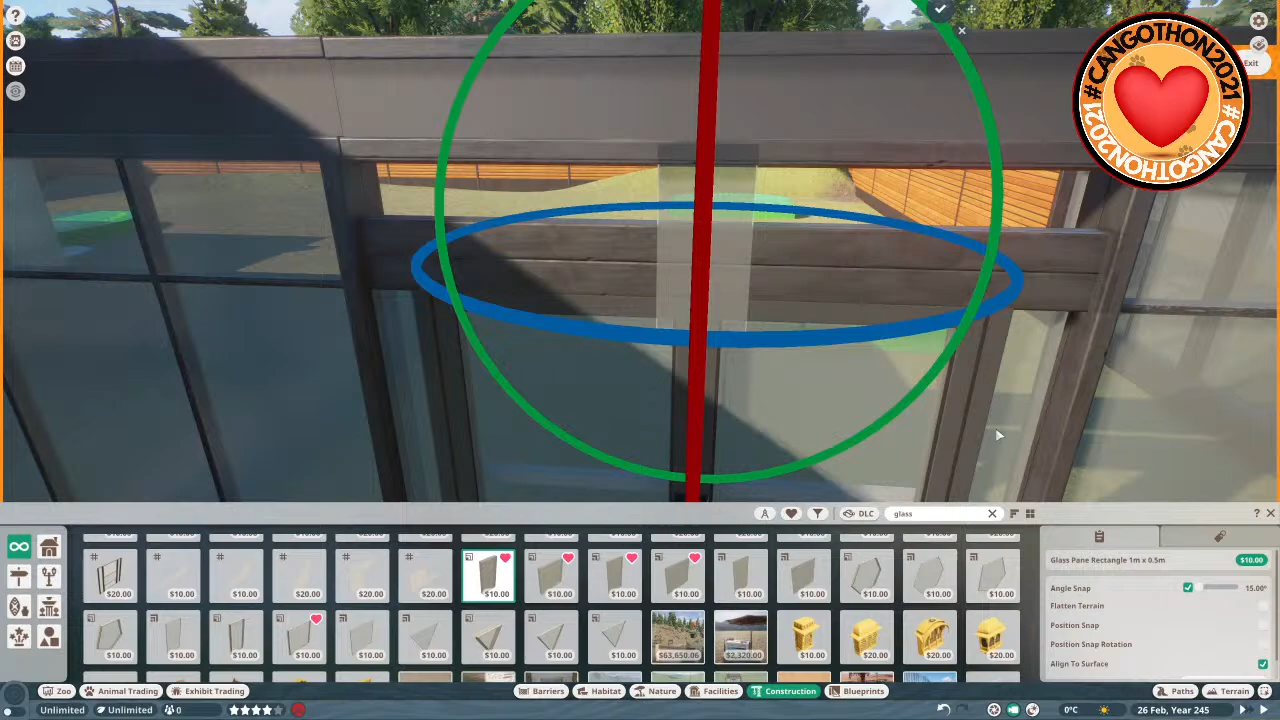 #CANGOTHON2021
#CANGOTHON2021
Exit
DLC
glass
?
$20.00
$10.00
$10.00
$10.00
$20.00
$20.00
$10.00
$10.00
$10.00
$10.00
$10.00
$10.00
$10.00
$10.00
$10.00
Glass Pane Rectangle 1m x 0.5m
$10.00
Angle Snap
15.00°
Flatten Terrain
Position Snap
Position Snap Rotation
Align To Surface
$10.00
$10.00
$10.00
$10.00
$10.00
$10.00
$10.00
$10.00
$10.00
$63,650.06
$2,320.00
$10.00
$20.00
$20.00
$20.00
Zoo
Animal Trading
Exhibit Trading
Barriers
Habitat
Nature
Facilities
Construction
Blueprints
Paths
Terrain
Unlimited
Unlimited
0
0°C
26 Feb, Year 245